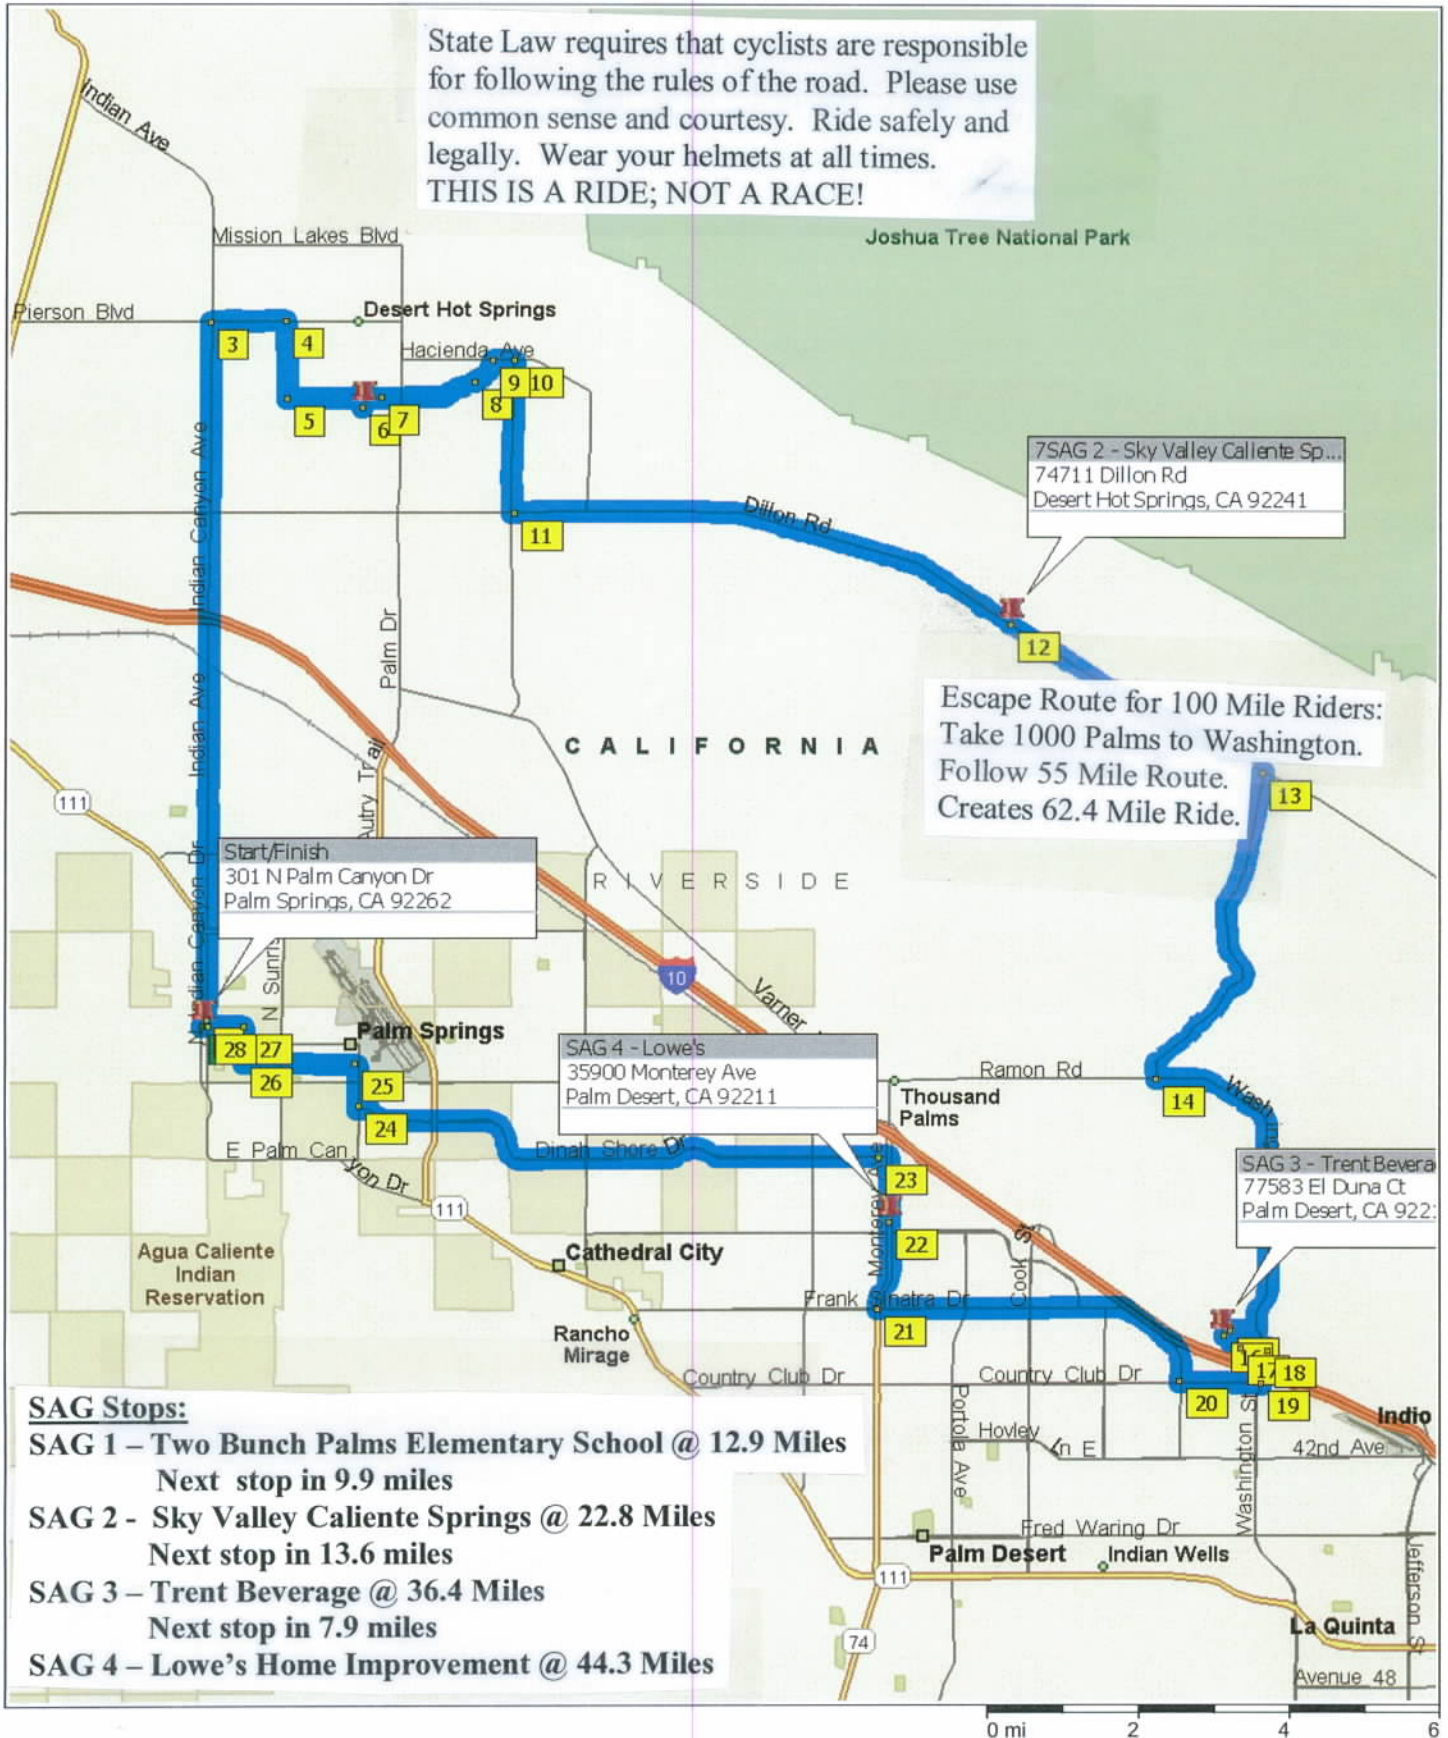 State Law requires that cyclists are responsible
for following the rules of the road. Please use
common sense and courtesy. Ride safely and
legally. Wear your helmets at all times.
THIS IS A RIDE; NOT A RACE!
Indian Ave
Mission Lakes Blvd
Joshua Tree National Park
Pierson Blvd
Desert Hot Springs
3
4
Hacienda Ave
9
10
8
5
6
7
Indian Canyon Ave
Indian Canyon Ave
7SAG 2 - Sky Valley Caliente Sp...
74711 Dillon Rd
Desert Hot Springs, CA 92241
Dillon Rd
11
12
Palm Dr
Indian Ave
Indian Ave
Escape Route for 100 Mile Riders:
Take 1000 Palms to Washington.
Follow 55 Mile Route.
Creates 62.4 Mile Ride.
CALIFORNIA
13
111
Autry Trail
Start/Finish
301 N Palm Canyon Dr
Palm Springs, CA 92262
RIVERSIDE
N Indian Canyon Dr
N Sunris
10
Varner
Palm Springs
28
27
26
25
24
SAG 4 - Lowe's
35900 Monterey Ave
Palm Desert, CA 92211
Ramon Rd
Thousand
Palms
14
Wash
E Palm Can
yon Dr
Dinah Shore Dr
111
23
Monterey Ave
22
SAG 3 - Trent Bevera
77583 El Duna Ct
Palm Desert, CA 922
Agua Caliente
Indian
Reservation
Cathedral City
Cook St
Frank Sinatra Dr
21
Rancho
Mirage
16
17
18
Country Club Dr
Country Club Dr
20
19
Indio
Portola Ave
Hovley Ln E
Washington St
42nd Ave
SAG Stops:
SAG 1 – Two Bunch Palms Elementary School @ 12.9 Miles
Next stop in 9.9 miles
SAG 2 - Sky Valley Caliente Springs @ 22.8 Miles
Next stop in 13.6 miles
SAG 3 – Trent Beverage @ 36.4 Miles
Next stop in 7.9 miles
SAG 4 – Lowe's Home Improvement @ 44.3 Miles
Fred Waring Dr
Palm Desert
Indian Wells
111
74
Jefferson St
La Quinta
Avenue 48
0 mi
2
4
6